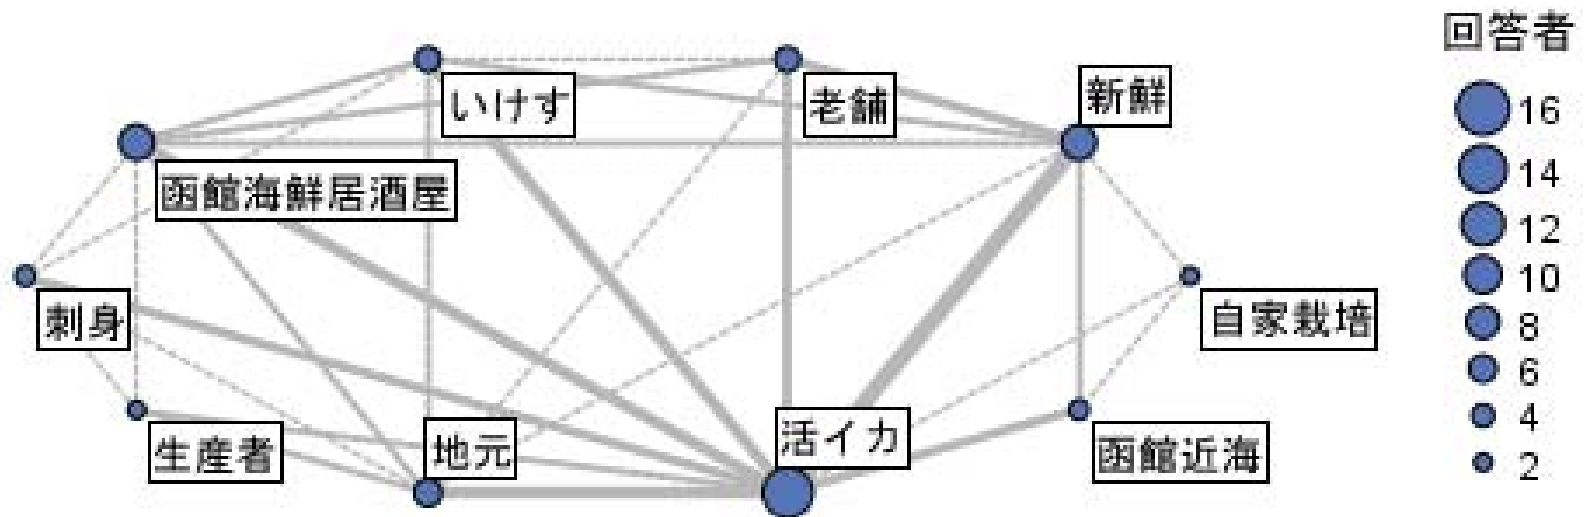 回答者
いけす
老舗
新鮮
16
14
函館海鮮居酒屋
12
10
刺身
自家栽培
8
6
生産者
地元
活イカ
函館近海
4
2